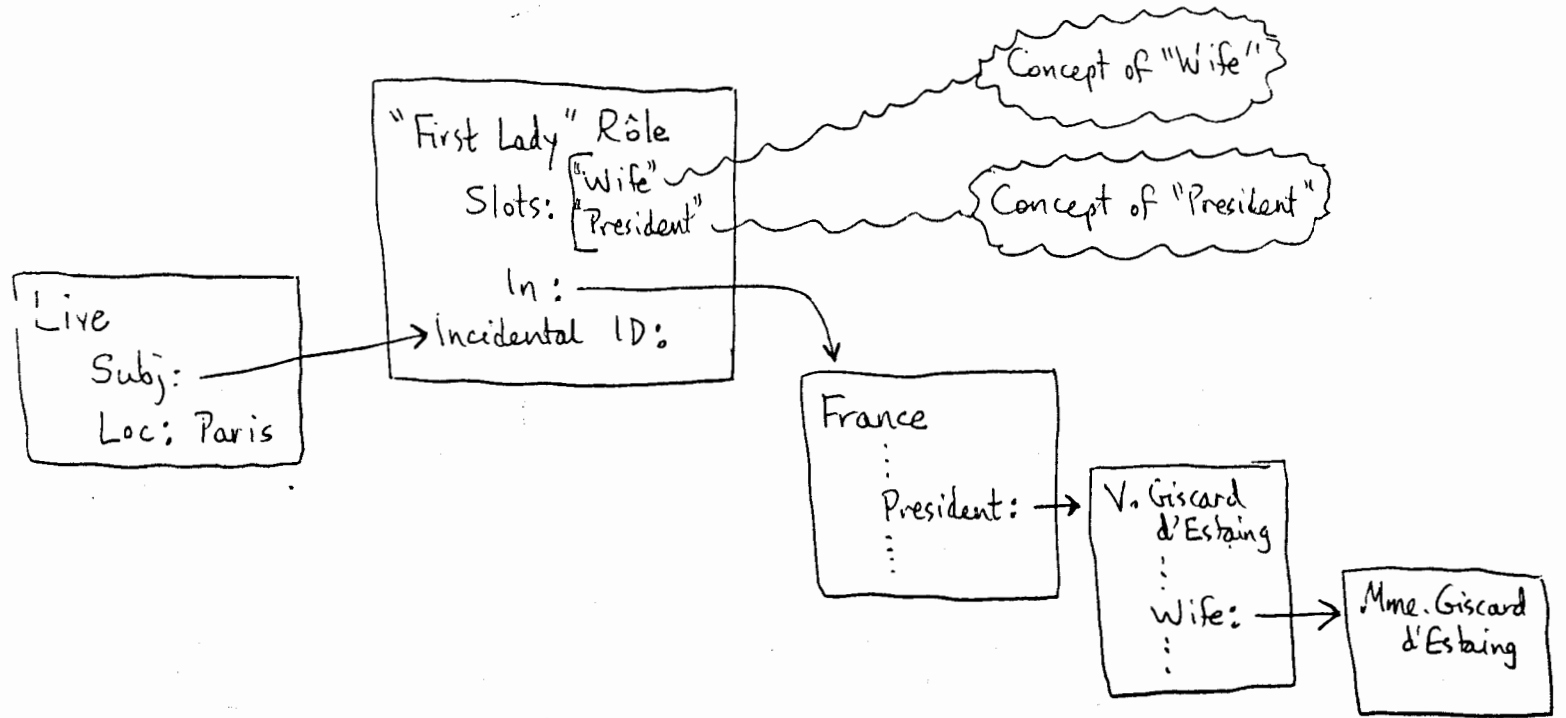 Concept of "Wife"
"First Lady" Rôle
Slots: "Wife"
"President"
Concept of "President"
In:
Incidental ID:
Live
Subj:
Loc: Paris
France
President:
V. Giscard
d'Estaing
Wife:
Mme. Giscard
d'Estaing